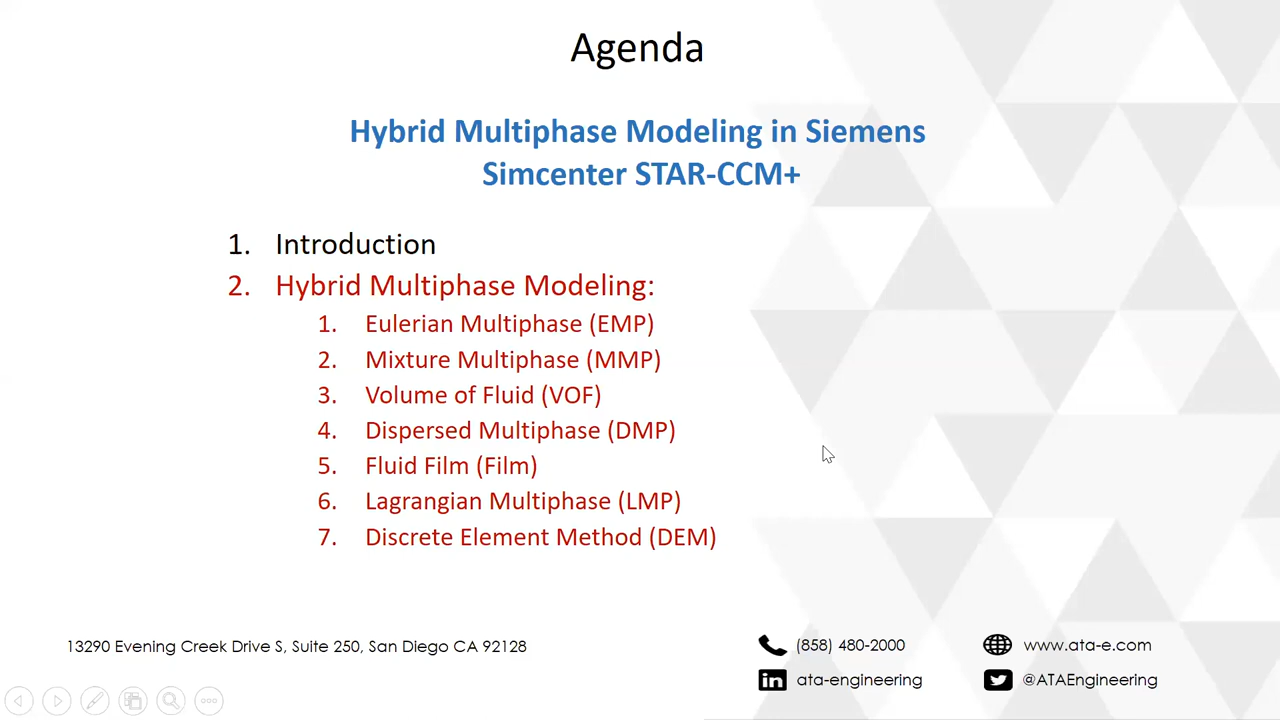 Agenda
Hybrid Multiphase Modeling in Siemens
Simcenter STAR-CCM+
1. Introduction
2. Hybrid Multiphase Modeling:
1. Eulerian Multiphase (EMP)
2. Mixture Multiphase (MMP)
3. Volume of Fluid (VOF)
4. Dispersed Multiphase (DMP)
5. Fluid Film (Film)
6. Lagrangian Multiphase (LMP)
7. Discrete Element Method (DEM)
13290 Evening Creek Drive S, Suite 250, San Diego CA 92128
(858) 480-2000
www.ata-e.com
in ata-engineering
@ATAEngineering